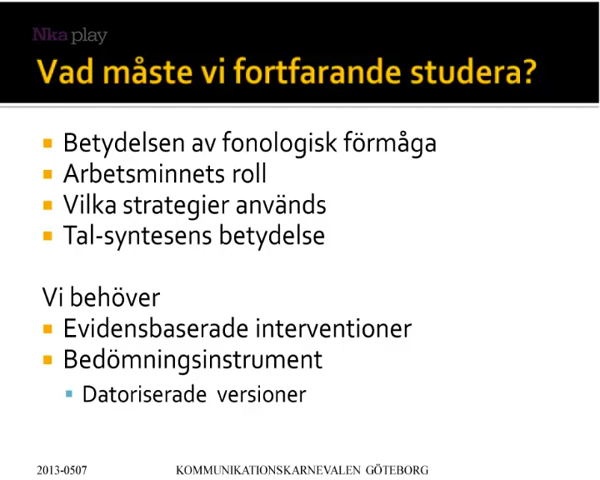 Nka play
Vad måste vi fortfarande studera?
Betydelsen av fonologisk förmåga
Arbetsminnets roll
Vilka strategier används
Tal-syntesens betydelse
Vi behöver
Evidensbaserade interventioner
Bedömningsinstrument
Datoriserade versioner
2013-0507 KOMMUNIKATIONSKARNEVALEN GÖTEBORG